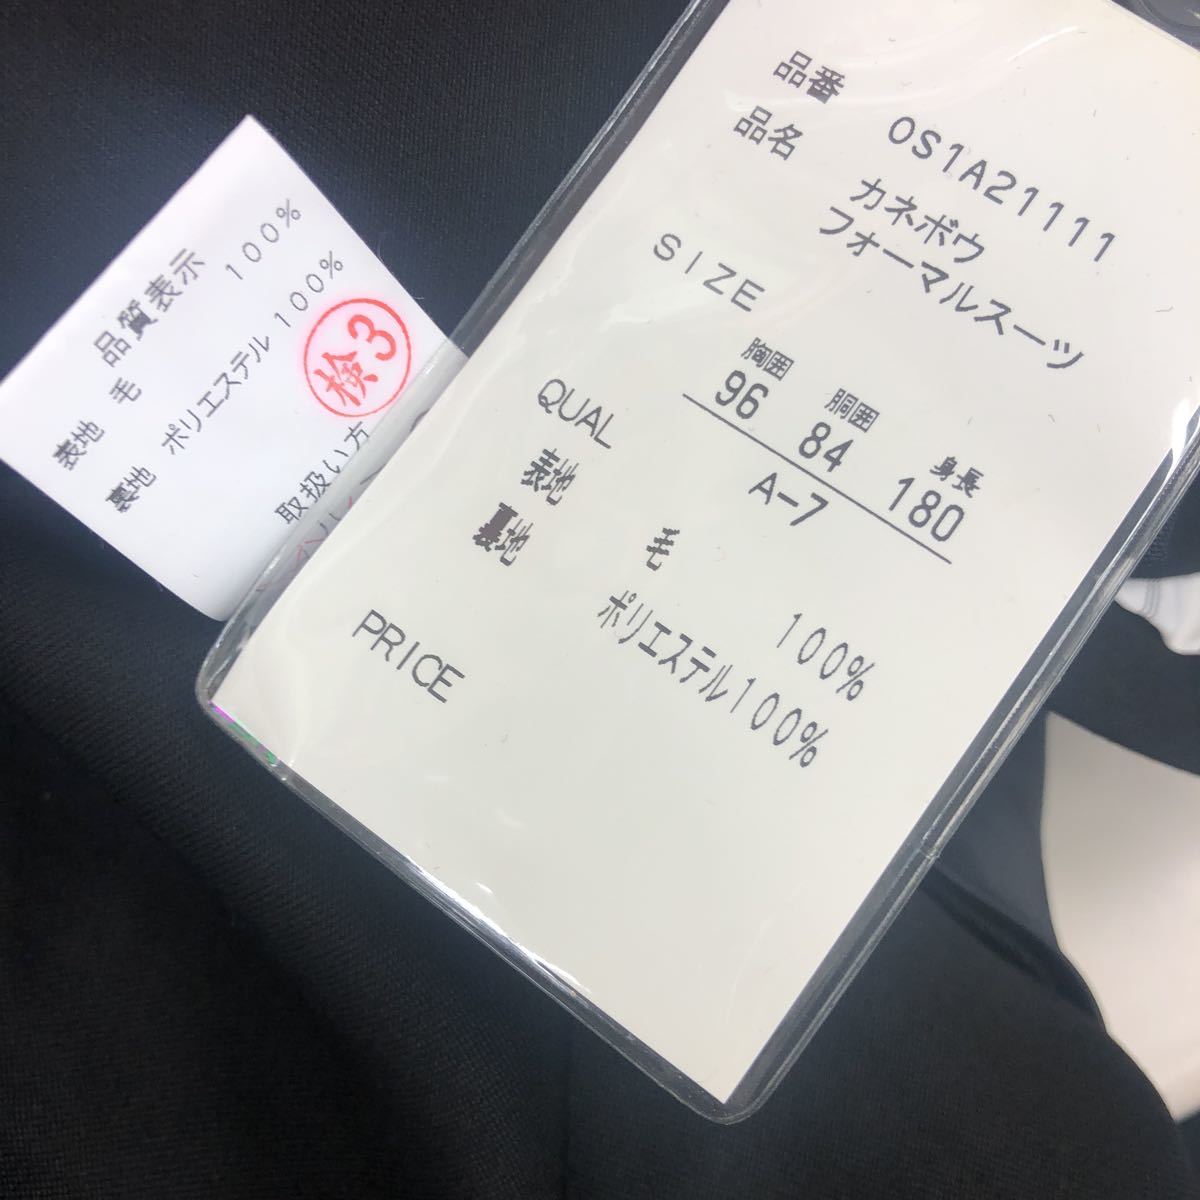 品番 OS1A21111
品名 カネボウ
フォーマルスーツ
SIZE
胸囲 胴囲 身長
96 84 180
A-7
QUAL
表地 毛 100%
裏地 ポリエステル100%
PRICE
品質表示
表地 毛 100%
裏地 ポリエステル100%
検3
取扱い方